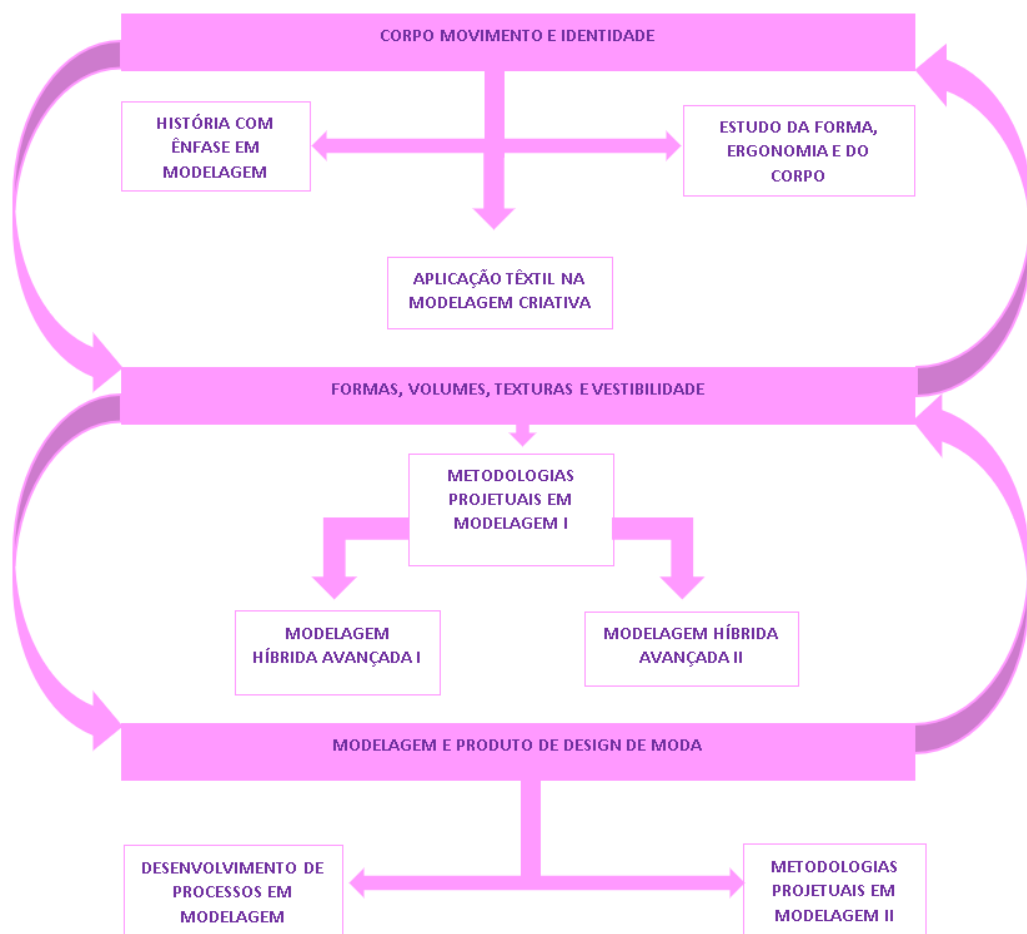 CORPO MOVIMENTO E IDENTIDADE
HISTÓRIA COM
ÊNFASE EM
MODELAGEM
ESTUDO DA FORMA,
ERGONOMIA E DO
CORPO
APLICAÇÃO TÊXTIL NA
MODELAGEM CRIATIVA
FORMAS, VOLUMES, TEXTURAS E VESTIBILIDADE
METODOLOGIAS
PROJETUAIS EM
MODELAGEM I
MODELAGEM
HÍBRIDA AVANÇADA I
MODELAGEM HÍBRIDA
AVANÇADA II
MODELAGEM E PRODUTO DE DESIGN DE MODA
DESENVOLVIMENTO DE
PROCESSOS EM
MODELAGEM
METODOLOGIAS
PROJETUAIS EM
MODELAGEM II